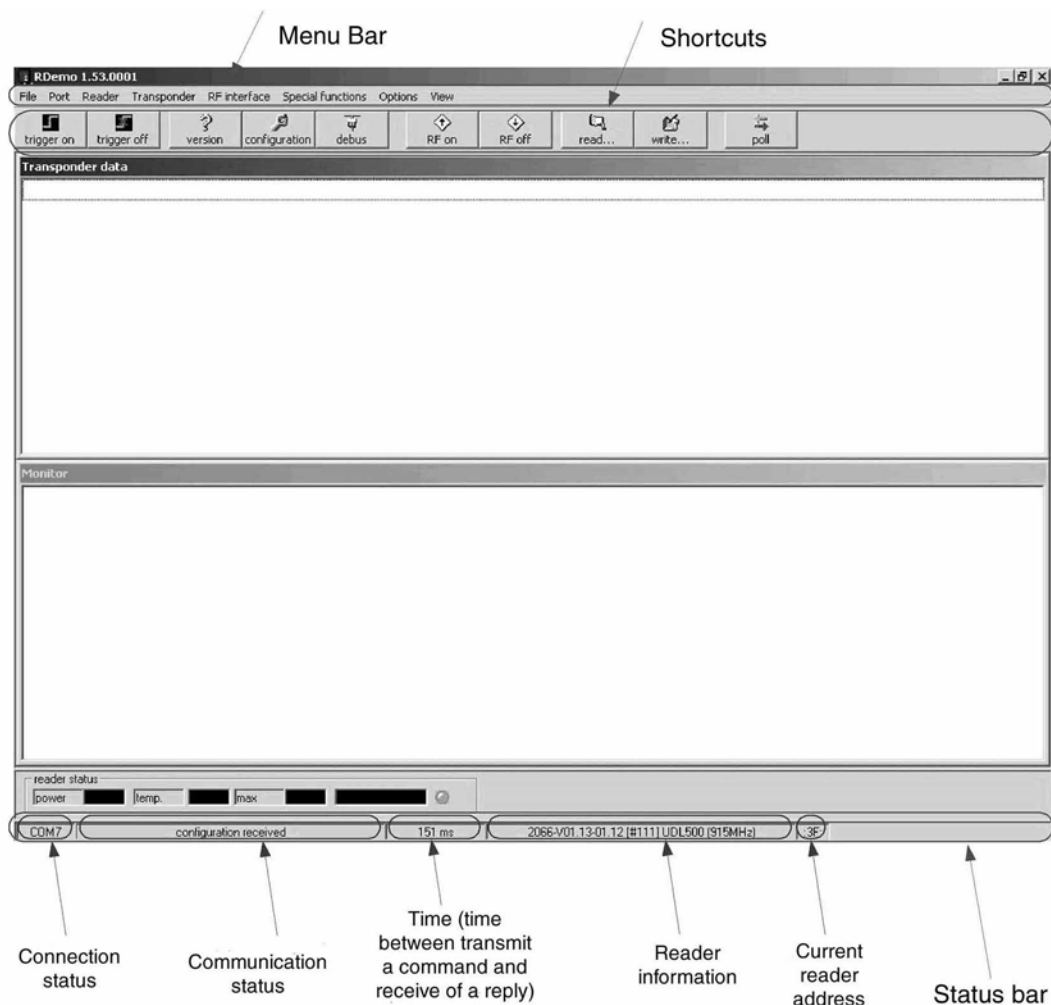 Menu Bar
Shortcuts
RDemo 1.53.0001
File Port Reader Transponder RF interface Special functions Options View
trigger on trigger off version configuration debus RF on RF off read... write... poll
Transponder data
Monitor
reader status
power temp. max
COM7 configuration received 151 ms 2066-V01.13-01.12 [#111] UDL500 (915MHz) 3F
Connection
status
Communication
status
Time (time
between transmit
a command and
receive of a reply)
Reader
information
Current
reader
address
Status bar